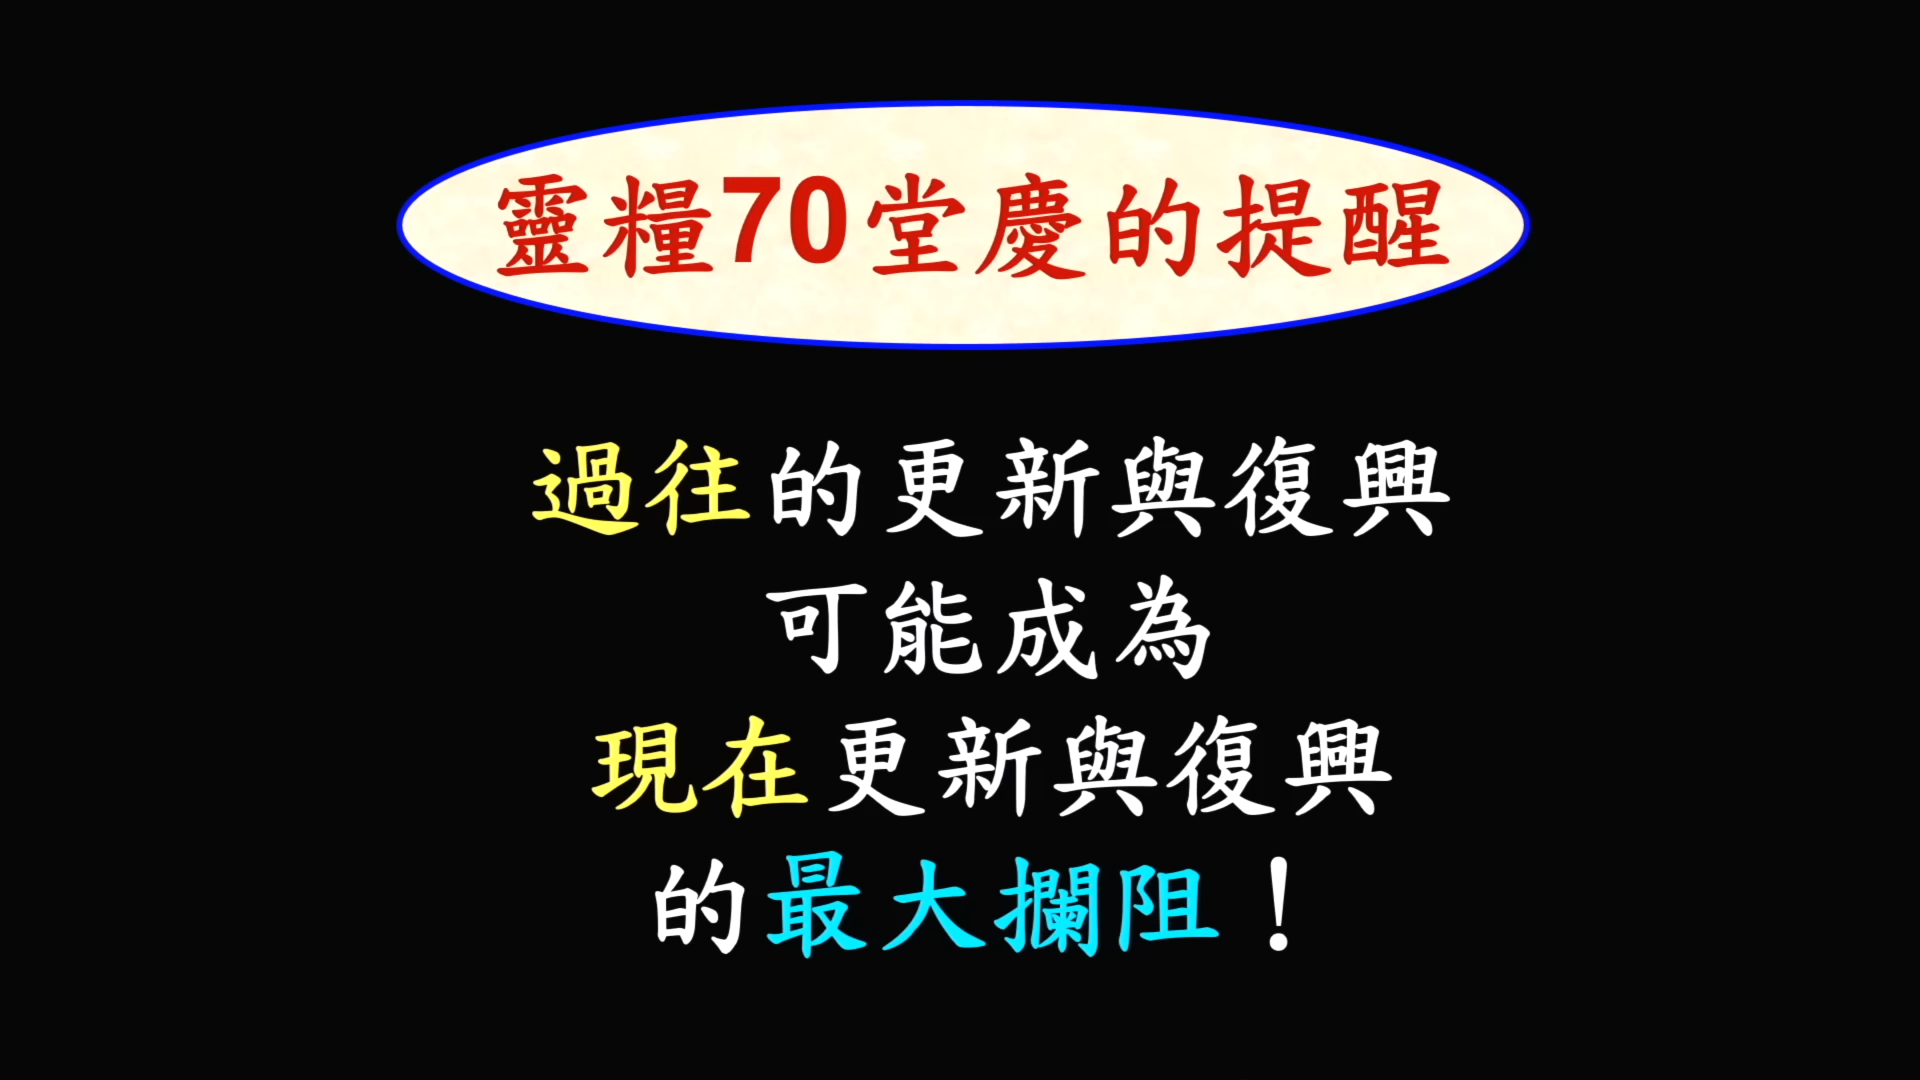 靈糧70堂慶的提醒
過往的更新與復興
可能成為
現在更新與復興
的最大攔阻！